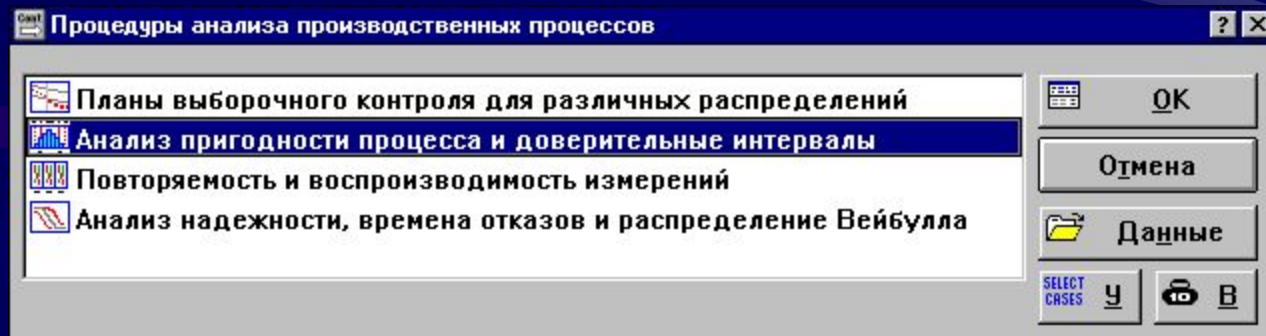 Процедуры анализа производственных процессов
Планы выборочного контроля для различных распределений
Анализ пригодности процесса и доверительные интервалы
Повторяемость и воспроизводимость измерений
Анализ надежности, времена отказов и распределение Вейбулла
OK
Отмена
Данные
SELECT
CASES
У
10
В